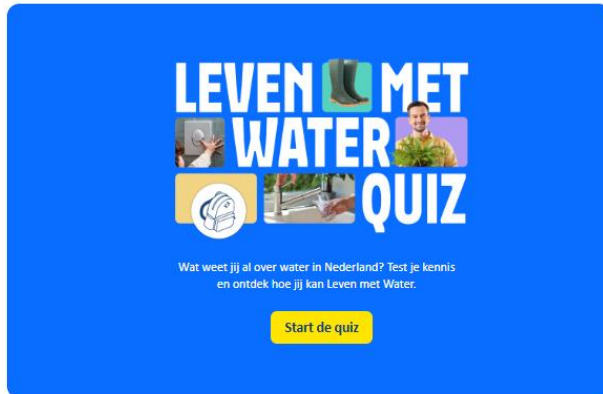 LEVEN MET
WATER
QUIZ
Wat weet jij al over water in Nederland? Test je kennis
en ontdek hoe jij kan Leven met Water.
Start de quiz